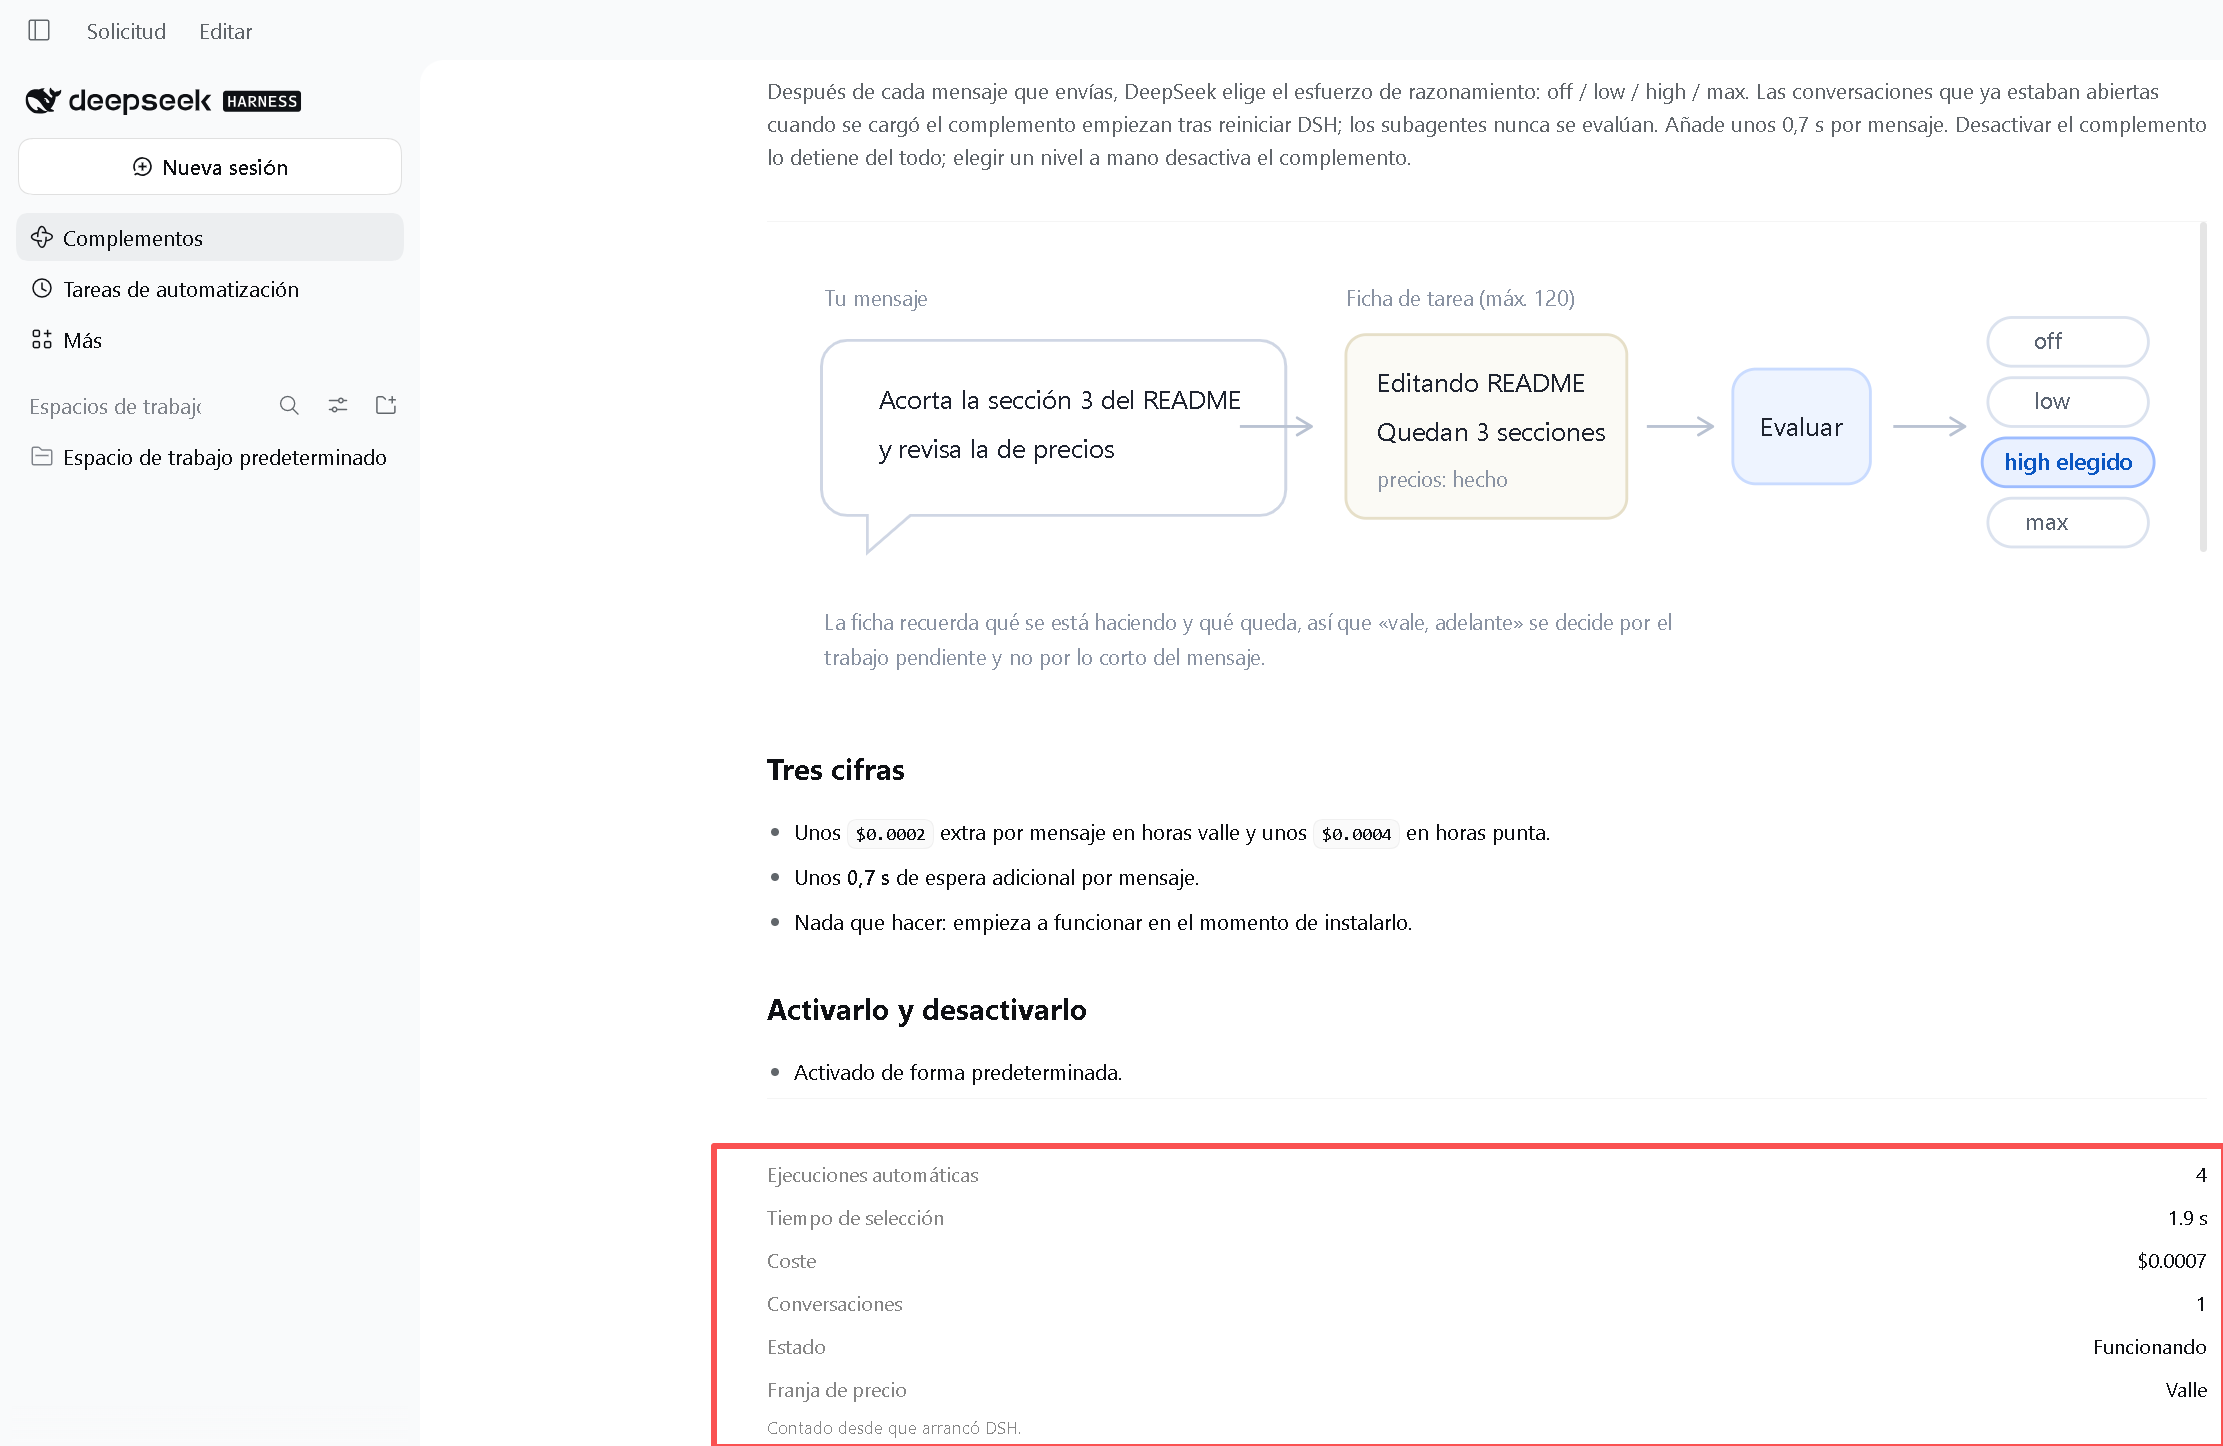 Solicitud Editar
deepseek HARNESS
Nueva sesión
Complementos
Tareas de automatización
Más
Espacios de trabajo
Espacio de trabajo predeterminado
Después de cada mensaje que envías, DeepSeek elige el esfuerzo de razonamiento: off / low / high / max. Las conversaciones que ya estaban abiertas
cuando se cargó el complemento empiezan tras reiniciar DSH; los subagentes nunca se evalúan. Añade unos 0,7 s por mensaje. Desactivar el complemento
lo detiene del todo; elegir un nivel a mano desactiva el complemento.
Tu mensaje
Acorta la sección 3 del README
y revisa la de precios
Ficha de tarea (máx. 120)
Editando README
Quedan 3 secciones
precios: hecho
Evaluar
off
low
high elegido
max
La ficha recuerda qué se está haciendo y qué queda, así que «vale, adelante» se decide por el
trabajo pendiente y no por lo corto del mensaje.
Tres cifras
• Unos $0.0002 extra por mensaje en horas valle y unos $0.0004 en horas punta.
• Unos 0,7 s de espera adicional por mensaje.
• Nada que hacer: empieza a funcionar en el momento de instalarlo.
Activarlo y desactivarlo
• Activado de forma predeterminada.
Ejecuciones automáticas 4
Tiempo de selección 1.9 s
Coste $0.0007
Conversaciones 1
Estado Funcionando
Franja de precio Valle
Contado desde que arrancó DSH.